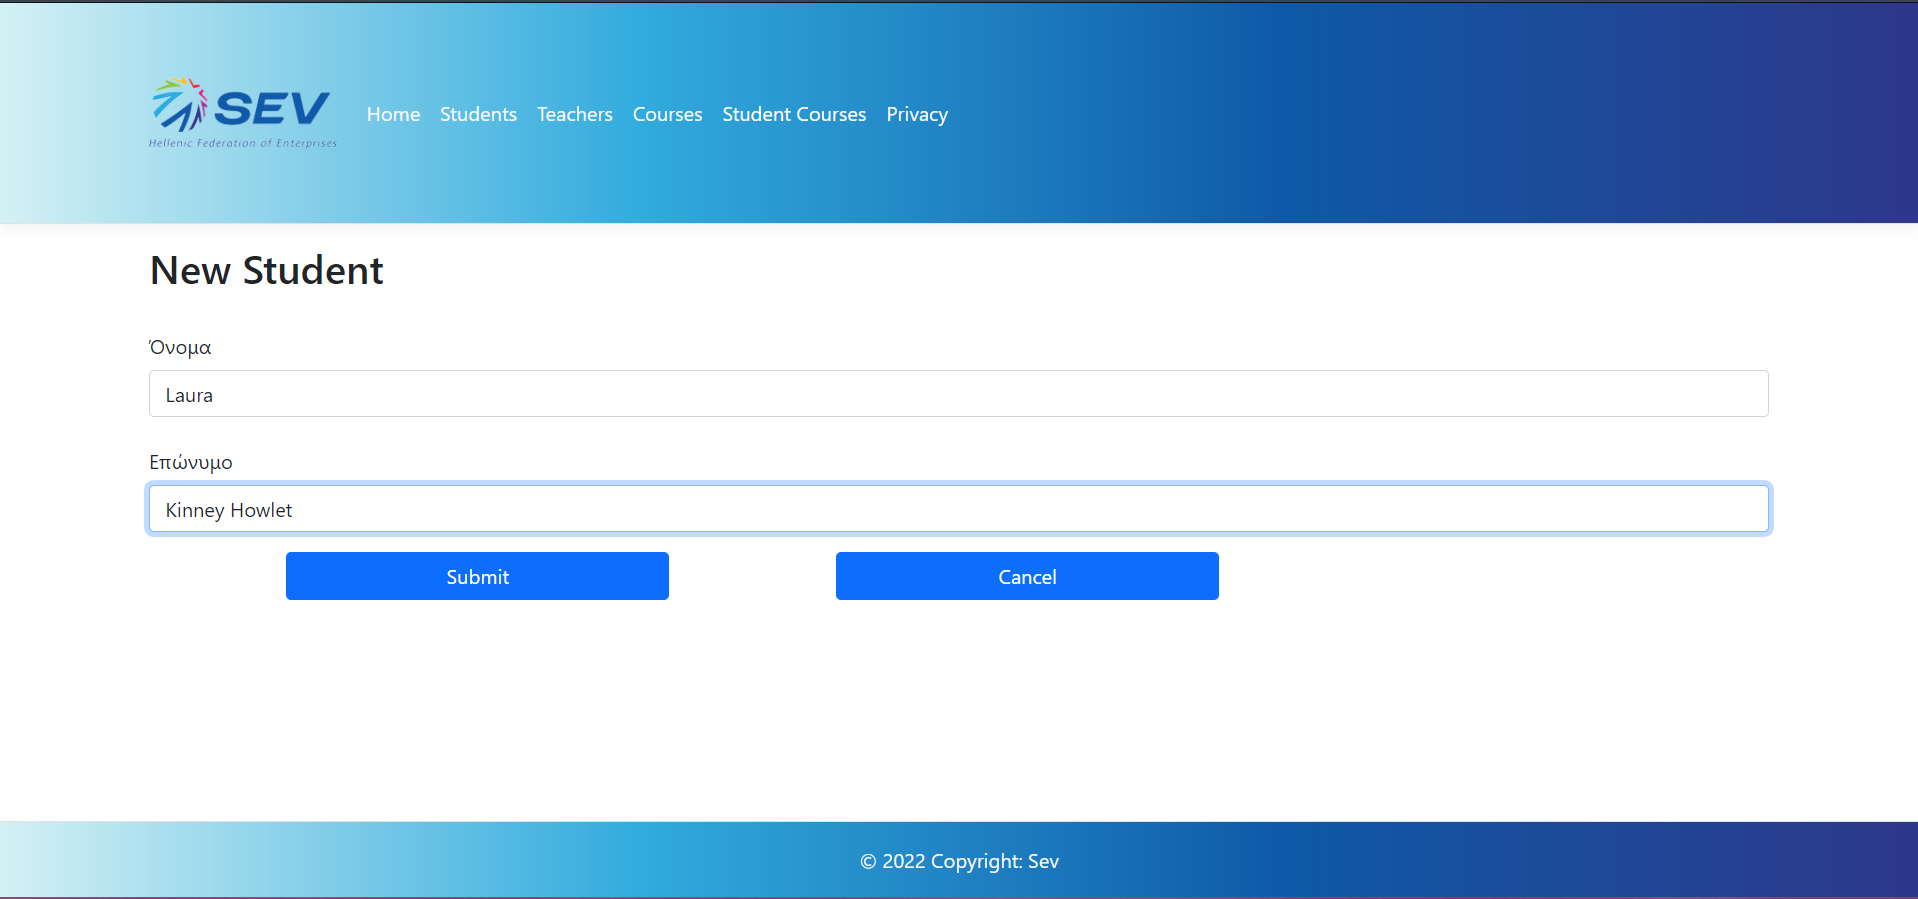 SEV
Hellenic Federation of Enterprises
Home Students Teachers Courses Student Courses Privacy
New Student
Όνομα
Laura
Επώνυμο
Kinney Howlet
Submit Cancel
© 2022 Copyright: Sev